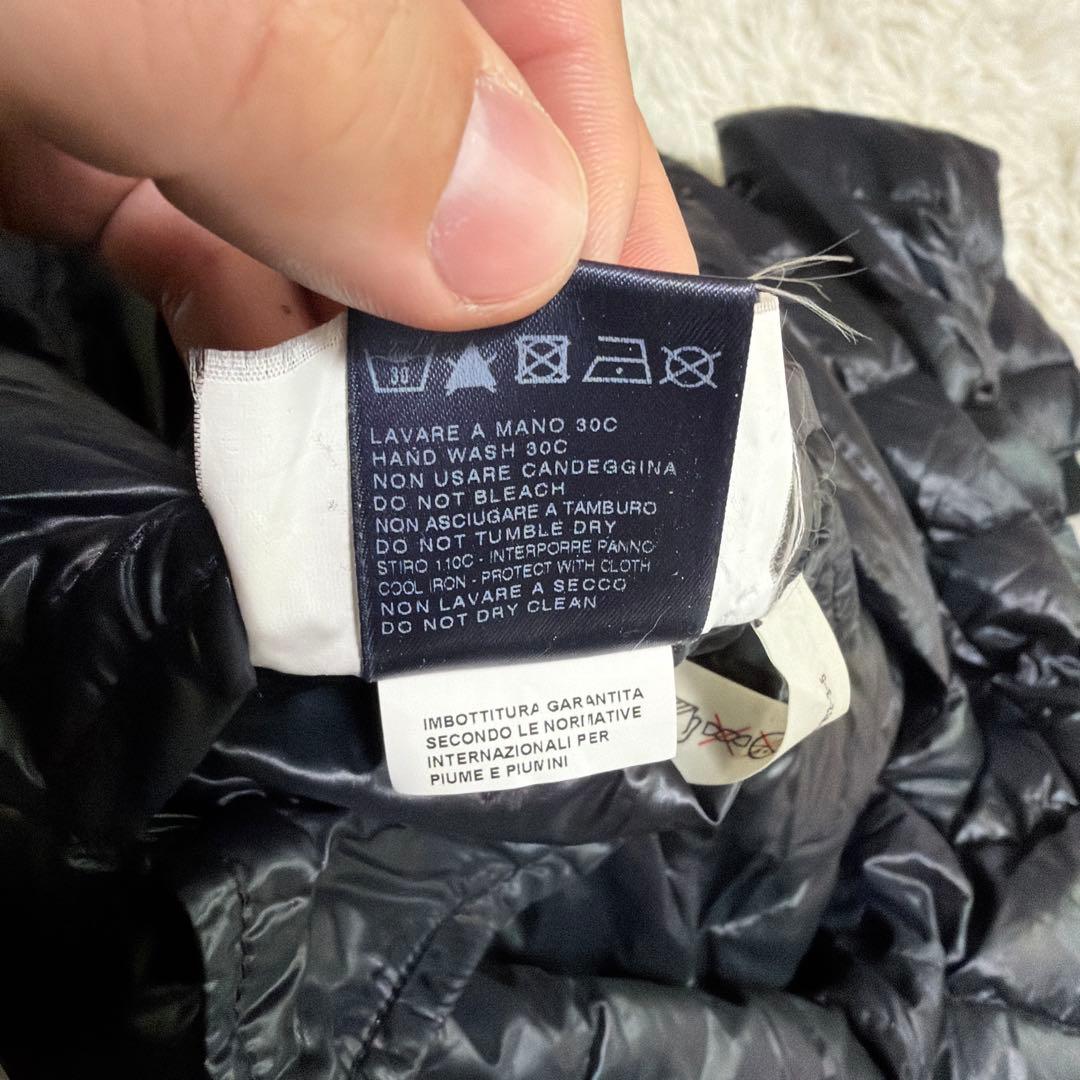 30
LAVARE A MANO 30C
HAND WASH 30C
NON USARE CANDEGGINA
DO NOT BLEACH
NON ASCIUGARE A TAMBURO
DO NOT TUMBLE DRY
STIRO 110C - INTERPORRE PANNO
COOL IRON - PROTECT WITH CLOTH
NON LAVARE A SECCO
DO NOT DRY CLEAN
IMBOTTITURA GARANTITA
SECONDO LE NORMATIVE
INTERNAZIONALI PER
PIUME E PIUMINI